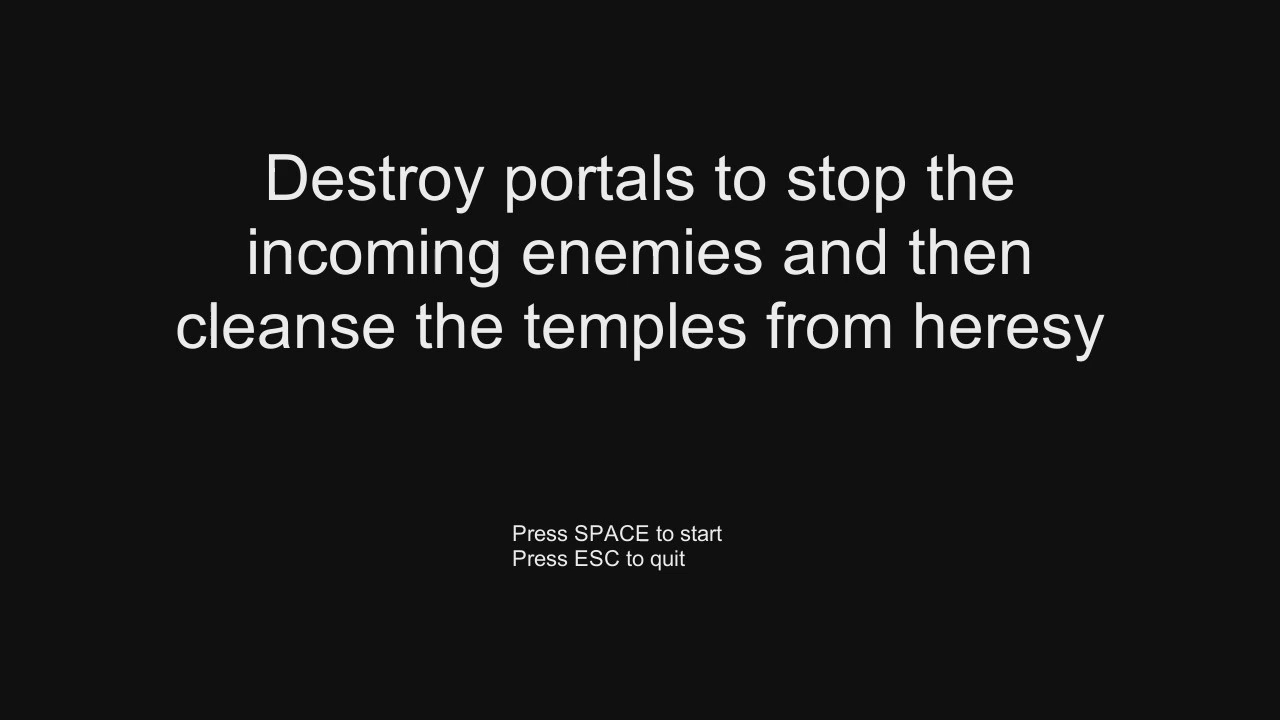 Destroy portals to stop the
incoming enemies and then
cleanse the temples from heresy
Press SPACE to start
Press ESC to quit